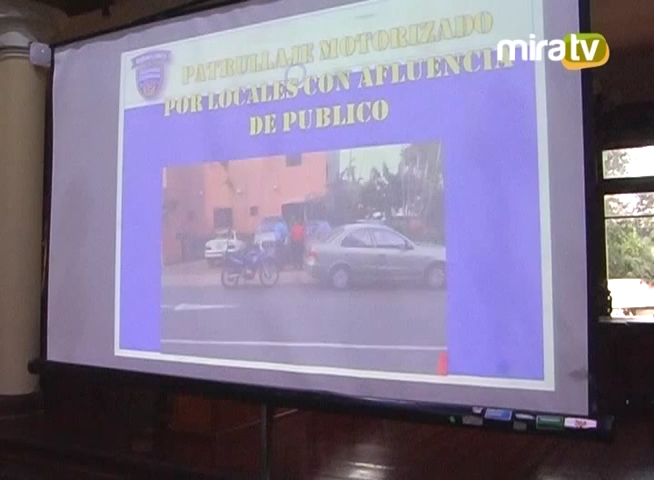 miratv
PATRULLAJE MOTORIZADO
POR LOCALES CON AFLUENCIA
DE PUBLICO